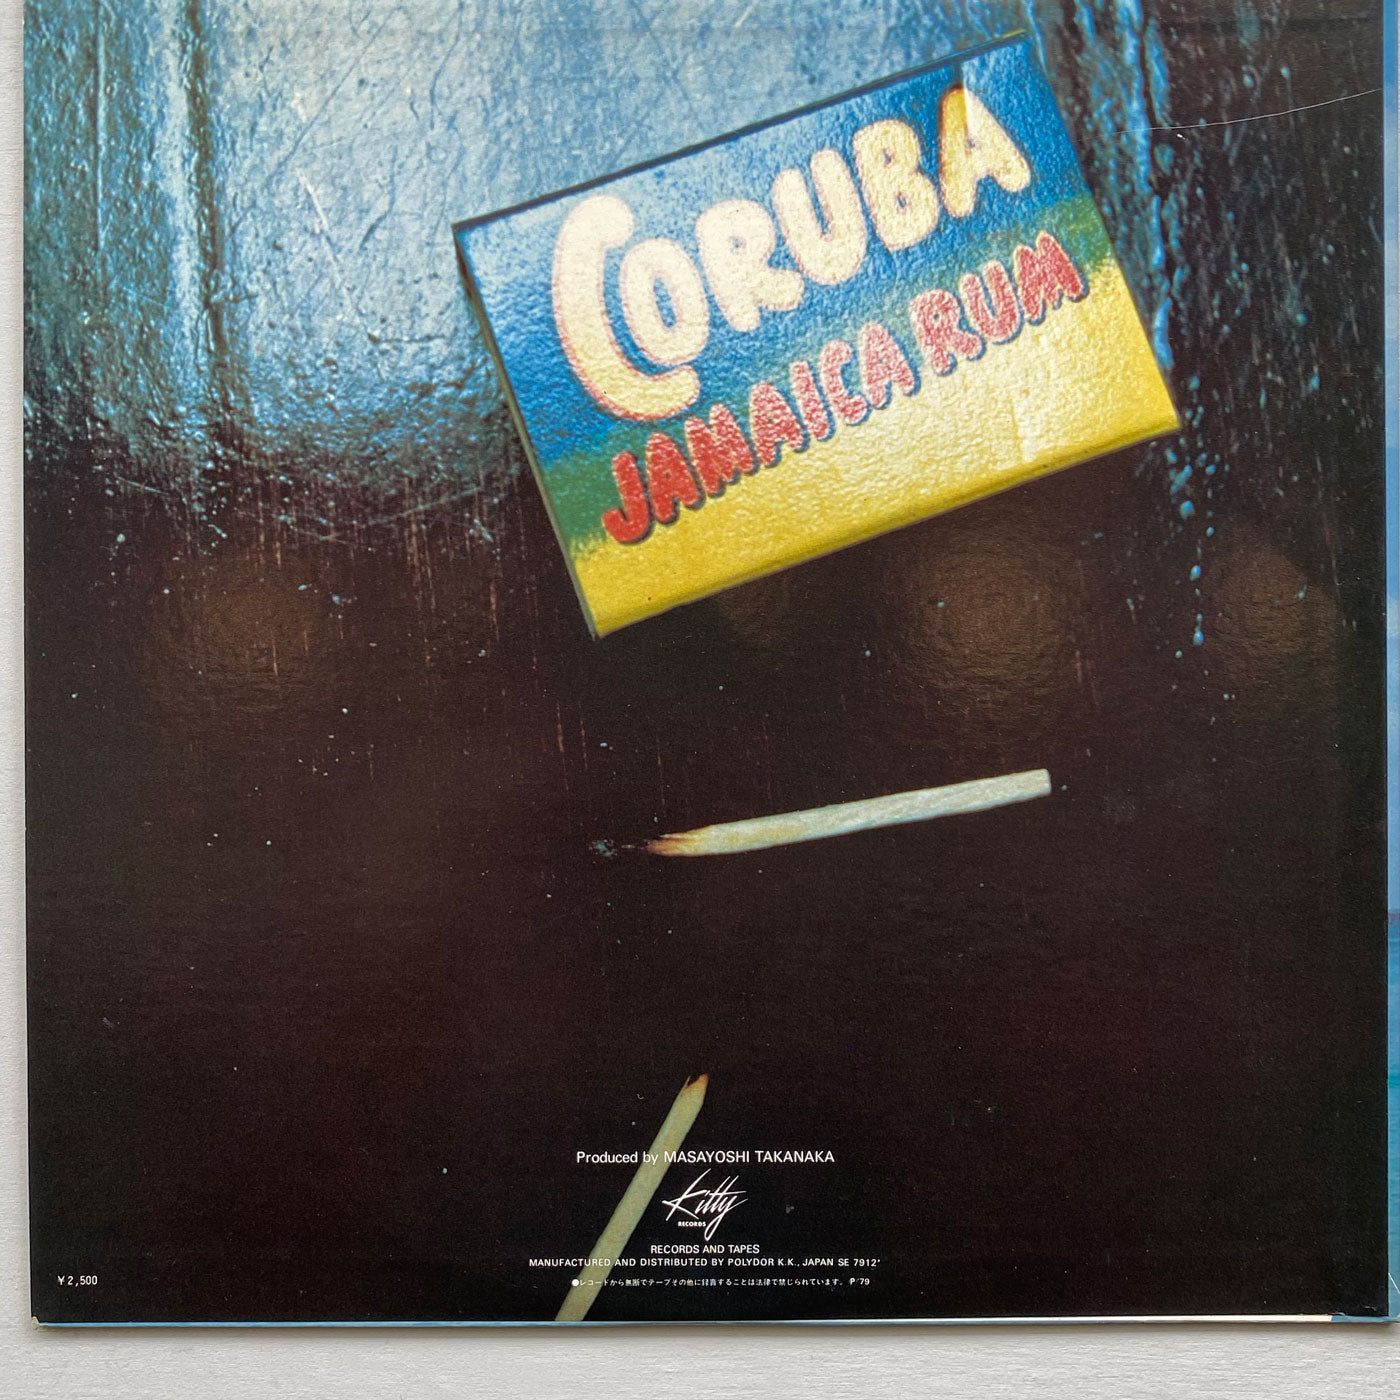 CORUBA
JAMAICA RUM
Produced by MASAYOSHI TAKANAKA
Kitty
RECORDS
RECORDS AND TAPES
MANUFACTURED AND DISTRIBUTED BY POLYDOR K.K., JAPAN SE 7912*
¥2,500
●レコードから無断でテープその他に録音することは法律で禁じられています。 Ⓟ'79